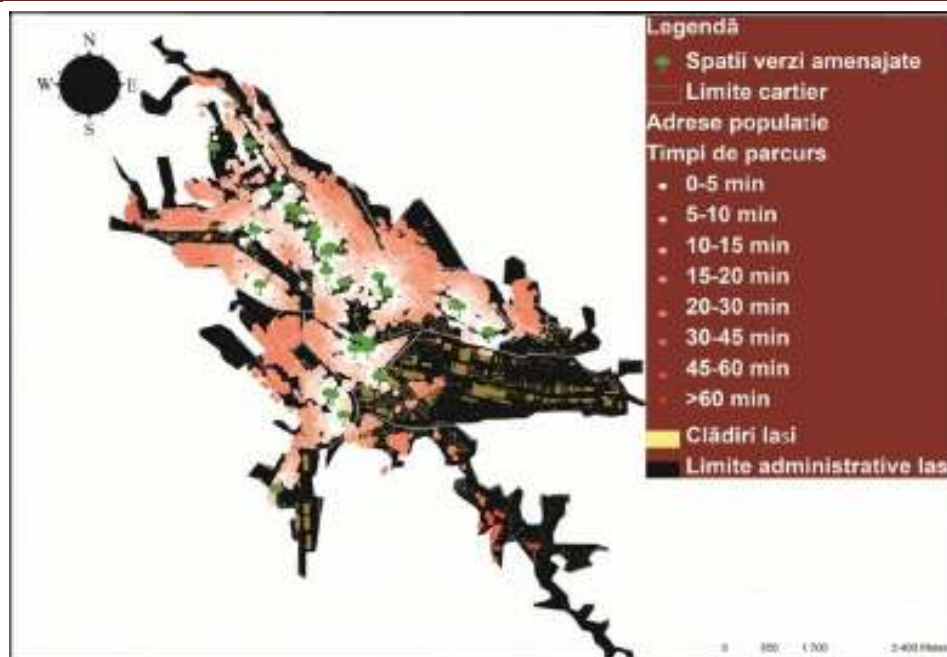 N
W E
S
Legendă
Spatii verzi amenajate
Limite cartier
Adrese populatie
Timpi de parcurs
0-5 min
5-10 min
10-15 min
15-20 min
20-30 min
30-45 min
45-60 min
>60 min
Clădiri Iasi
Limite administrative Ias
0